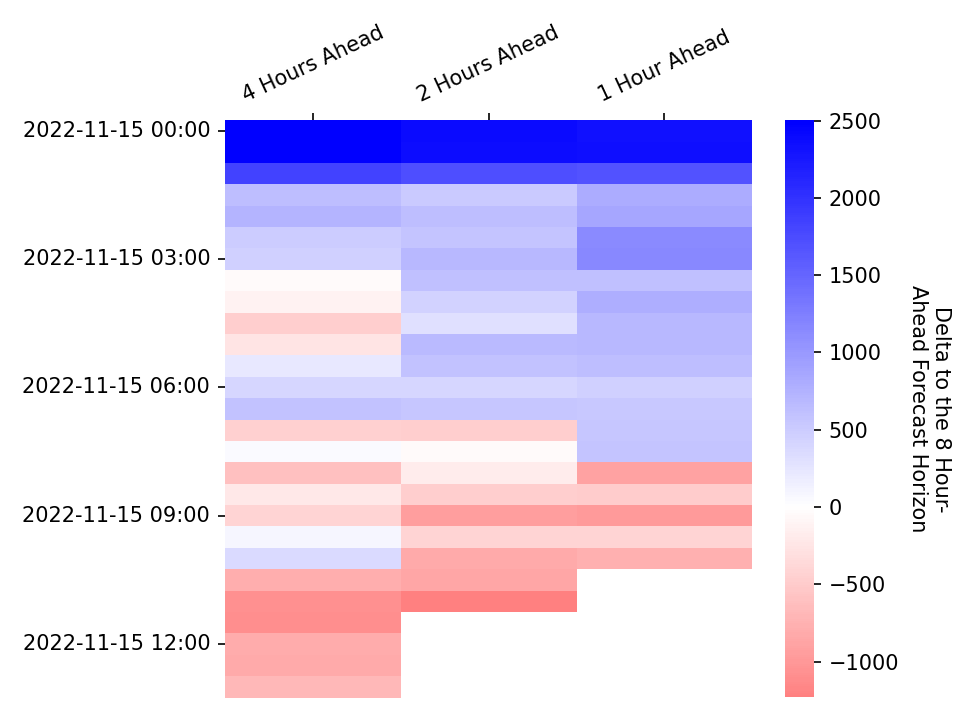 4 Hours Ahead
2 Hours Ahead
1 Hour Ahead
2022-11-15 00:00
2022-11-15 03:00
2022-11-15 06:00
2022-11-15 09:00
2022-11-15 12:00
2500
2000
1500
1000
500
0
−500
−1000
Delta to the 8 Hour-
Ahead Forecast Horizon